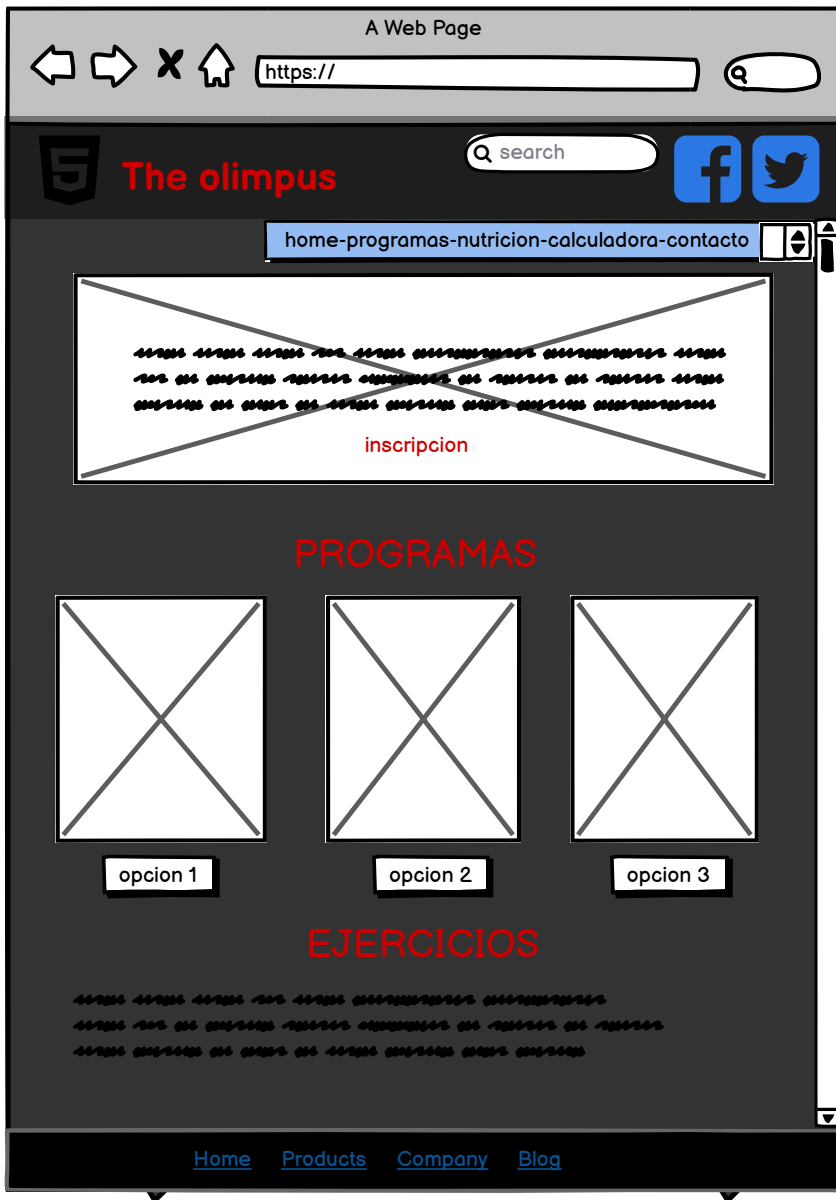 A Web Page
https://
5
The olimpus
search
home-programas-nutricion-calculadora-contacto
inscripcion
PROGRAMAS
opcion 1
opcion 2
opcion 3
EJERCICIOS
Home Products Company Blog